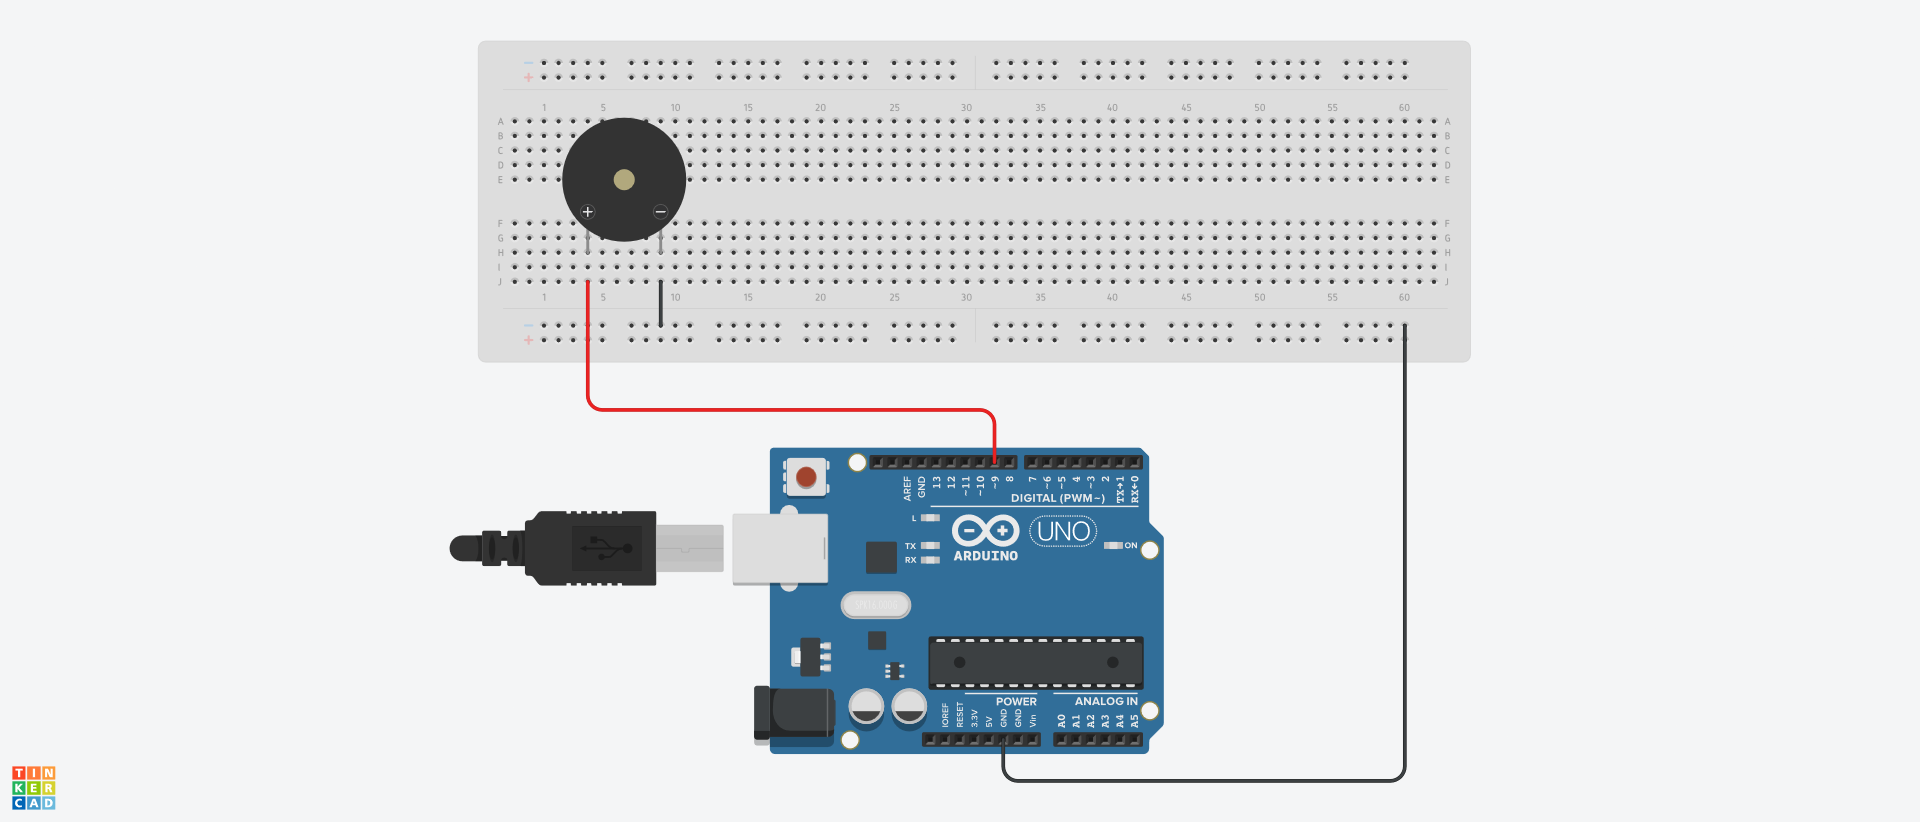 − 
+
1 5 10 15 20 25 30 35 40 45 50 55 60
A A
B B
C C
D D
E E
+ −
F F
G G
H H
I I
J J
1 5 10 15 20 25 30 35 40 45 50 55 60
−
+
AREF GND 13 12 ~11 ~10 ~9 8 7 ~6 ~5 4 ~3 2 TX→1 RX←0
DIGITAL (PWM~)
L
UNO
TX
RX
ARDUINO
ON
POWER ANALOG IN
IOREF RESET 3.3V 5V GND GND Vin A0 A1 A2 A3 A4 A5
TIN
KER
CAD